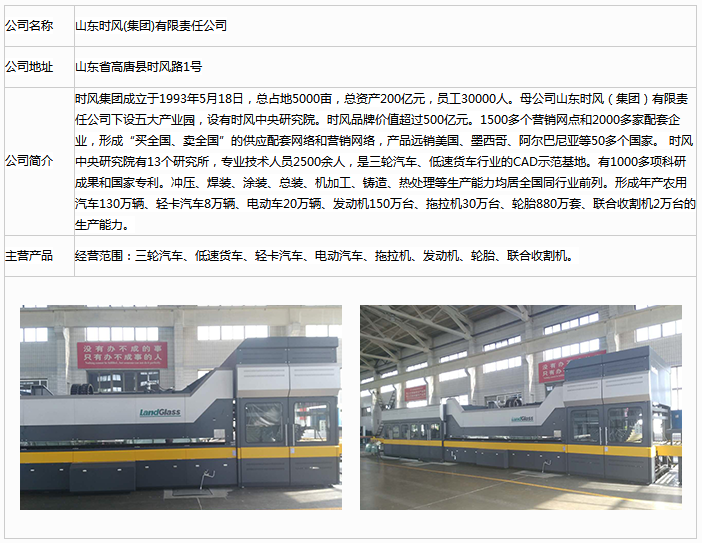 公司名称 山东时风(集团)有限责任公司
公司地址 山东省高唐县时风路1号
公司简介
时风集团成立于1993年5月18日，总占地5000亩，总资产200亿元，员工30000人。母公司山东时风（集团）有限责
任公司下设五大产业园，设有时风中央研究院。时风品牌价值超过500亿元。1500多个营销网点和2000多家配套企
业，形成“买全国、卖全国”的供应配套网络和营销网络，产品远销美国、墨西哥、阿尔巴尼亚等50多个国家。 时风
中央研究院有13个研究所，专业技术人员2500余人，是三轮汽车、低速货车行业的CAD示范基地。有1000多项科研
成果和国家专利。冲压、焊装、涂装、总装、机加工、铸造、热处理等生产能力均居全国同行业前列。形成年产农用
汽车130万辆、轻卡汽车8万辆、电动车20万辆、发动机150万台、拖拉机30万台、轮胎880万套、联合收割机2万台的
生产能力。
主营产品 经营范围：三轮汽车、低速货车、轻卡汽车、电动汽车、拖拉机、发动机、轮胎、联合收割机。
没有办不成的事
只有办不成事的人
LandGlass
没有办不成的事
只有办不成事的人
LandGlass